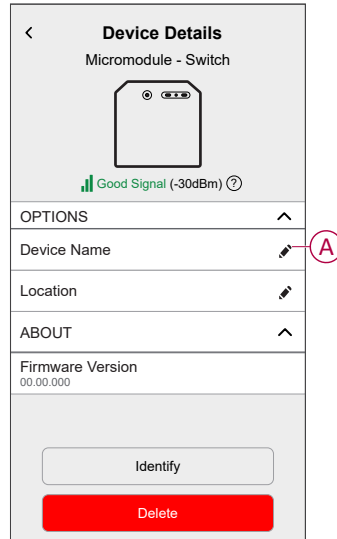 Device Details
Micromodule - Switch
Good Signal (-30dBm) ?
OPTIONS
Device Name
A
Location
ABOUT
Firmware Version
00.00.000
Identify
Delete